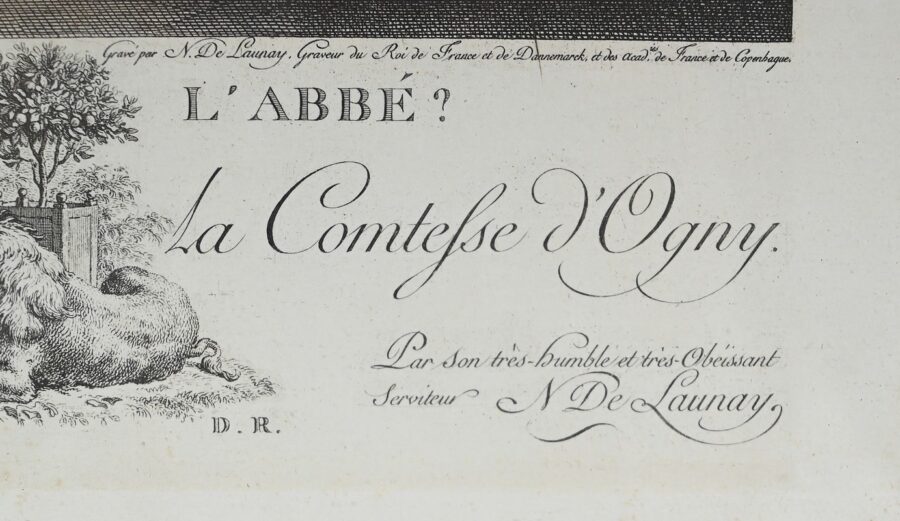 Gravé par N. De Launay, Graveur du Roi de France et de Dannemarck, et des Acad.ies de France et de Copenhague.
L'ABBÉ?
La Comtesse d'Ogny.
Par son très-humble et très-Obéissant
Serviteur N De Launay,
D. R.